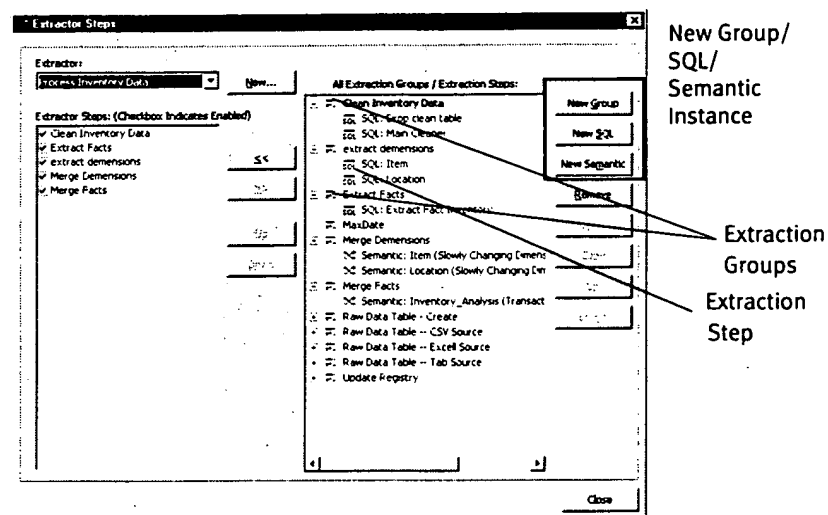 Extractor Steps
Extractor:
Process Inventory Data
New...
Extractor Steps: (Checkbox Indicates Enabled)
Clean Inventory Data
Extract Facts
extract demensions
Merge Demensions
Merge Facts
<<
All Extraction Groups / Extraction Steps:
Clean Inventory Data
SQL: Drop clean table
SQL: Main Cleaner
extract demensions
SQL: Item
SQL: Location
Extract Facts
SQL: Extract Fact
MaxDate
Merge Demensions
Semantic: Item (Slowly Changing Dimens
Semantic: Location (Slowly Changing Dim
Merge Facts
Semantic: Inventory_Analysis (Transact
Raw Data Table - Create
Raw Data Table -- CSV Source
Raw Data Table -- Excell Source
Raw Data Table -- Tab Source
Update Registry
New Group
New SQL
New Semantic
Remove
Close
New Group/
SQL/
Semantic
Instance
Extraction
Groups
Extraction
Step